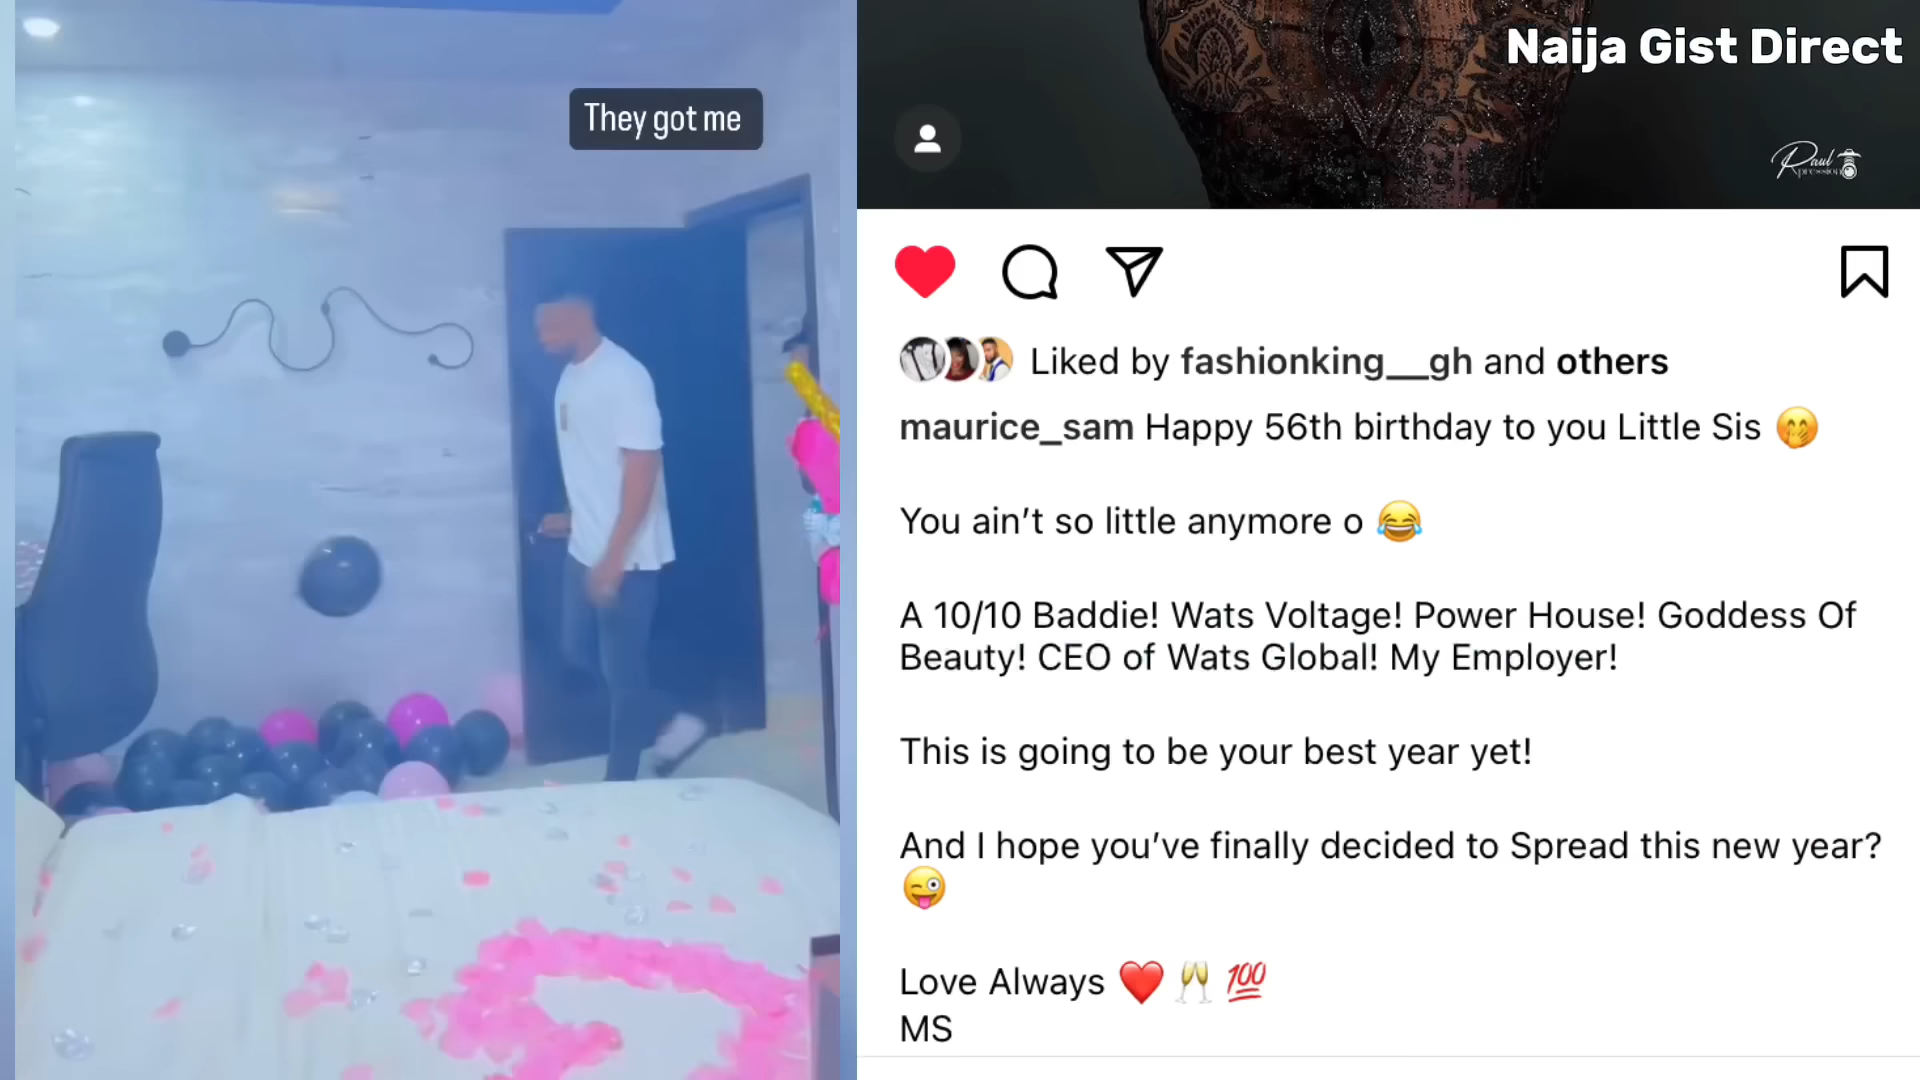 They got me
Naija Gist Direct
Paul
Xpression
Liked by fashionking__gh and others
maurice_sam Happy 56th birthday to you Little Sis 🤭
You ain’t so little anymore o 😂
A 10/10 Baddie! Wats Voltage! Power House! Goddess Of
Beauty! CEO of Wats Global! My Employer!
This is going to be your best year yet!
And I hope you’ve finally decided to Spread this new year?
😜
Love Always ❤️🥂💯
MS